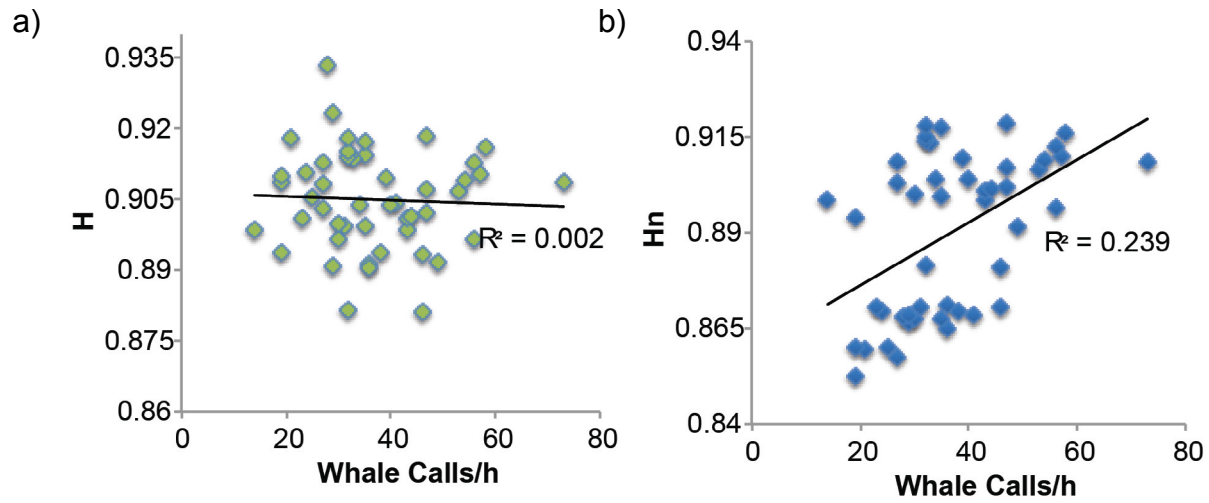 a)
0.935
0.92
0.905
0.89
0.875
0.86
H
R² = 0.002
0 20 40 60 80
Whale Calls/h
b)
0.94
0.915
0.89
0.865
0.84
Hn
R² = 0.239
0 20 40 60 80
Whale Calls/h